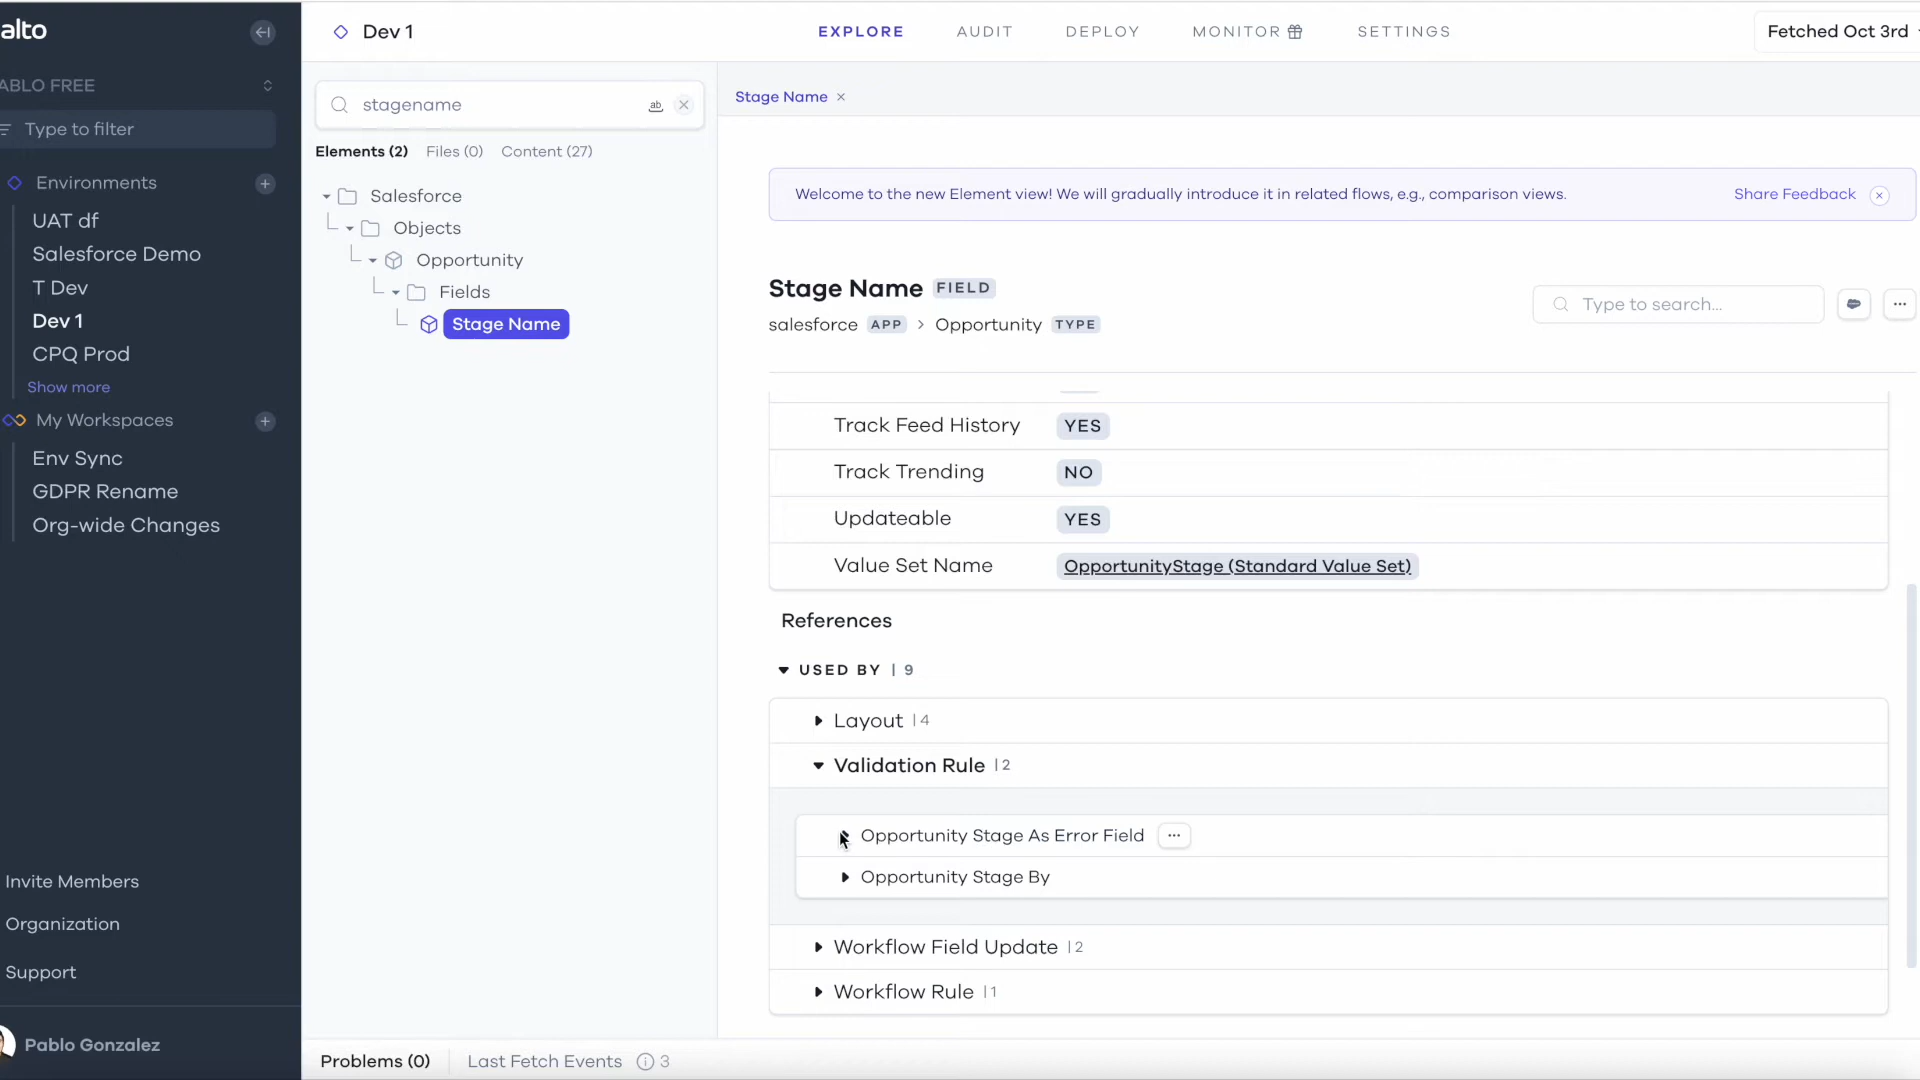 alto
ABLO FREE
Type to filter
Environments
UAT df
Salesforce Demo
T Dev
Dev 1
CPQ Prod
Show more
My Workspaces
Env Sync
GDPR Rename
Org-wide Changes
Invite Members
Organization
Support
Pablo Gonzalez
Dev 1
EXPLORE AUDIT DEPLOY MONITOR SETTINGS
Fetched Oct 3rd
stagename ab
Elements (2) Files (0) Content (27)
Salesforce
Objects
Opportunity
Fields
Stage Name
Stage Name
Welcome to the new Element view! We will gradually introduce it in related flows, e.g., comparison views. Share Feedback
Stage Name FIELD
salesforce APP > Opportunity TYPE
Type to search...
Track Feed History YES
Track Trending NO
Updateable YES
Value Set Name OpportunityStage (Standard Value Set)
References
USED BY | 9
Layout | 4
Validation Rule | 2
Opportunity Stage As Error Field
Opportunity Stage By
Workflow Field Update | 2
Workflow Rule | 1
Problems (0) Last Fetch Events 3